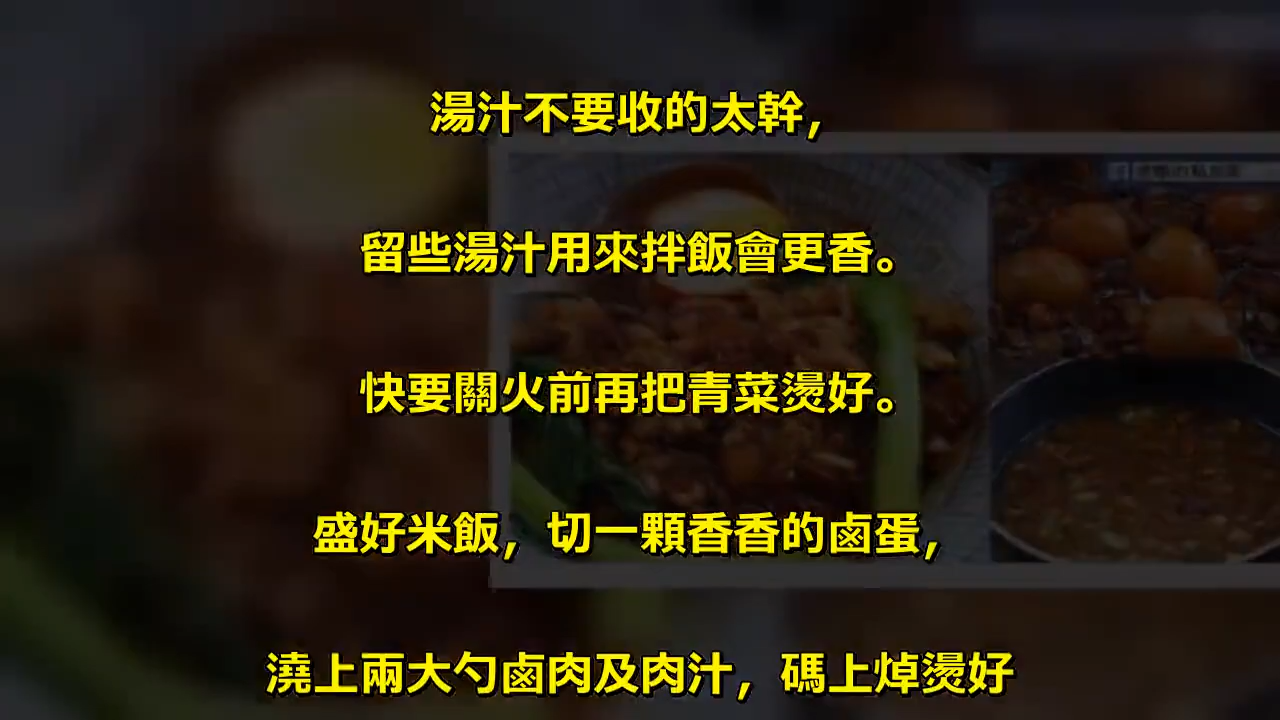 湯汁不要收的太幹，
留些湯汁用來拌飯會更香。
快要關火前再把青菜燙好。
盛好米飯，切一顆香香的鹵蛋，
澆上兩大勺鹵肉及肉汁，碼上焯燙好